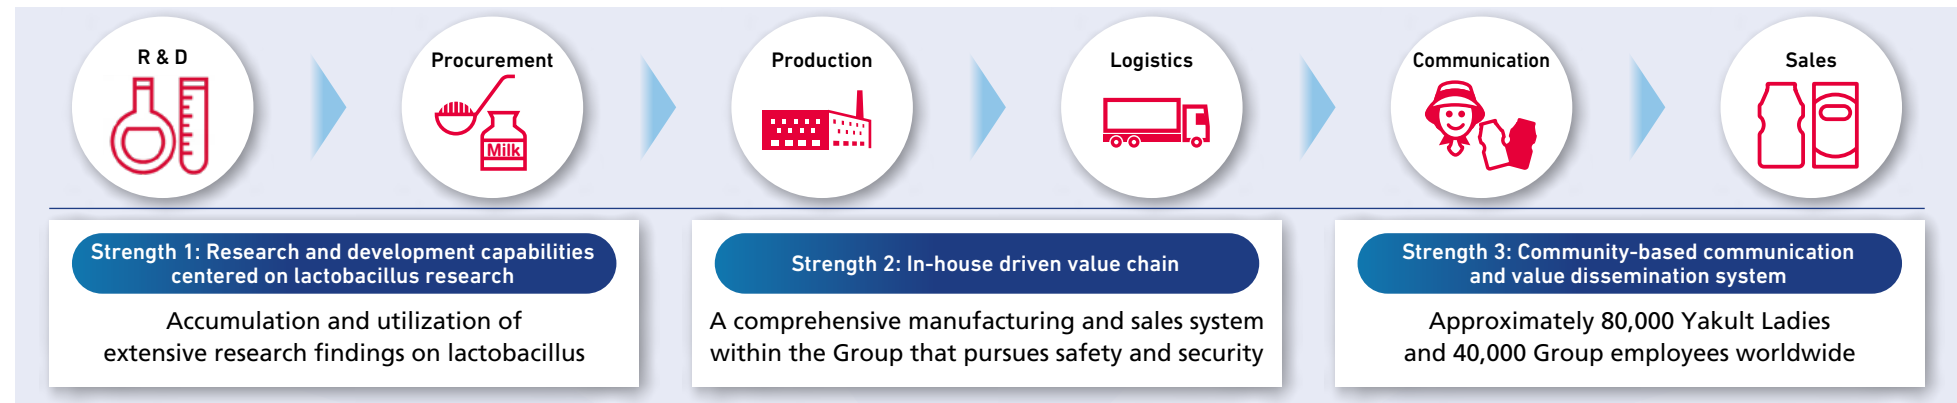 R & D
Procurement
Milk
Production
Logistics
Communication
Sales
Strength 1: Research and development capabilities
centered on lactobacillus research
Accumulation and utilization of
extensive research findings on lactobacillus
Strength 2: In-house driven value chain
A comprehensive manufacturing and sales system
within the Group that pursues safety and security
Strength 3: Community-based communication
and value dissemination system
Approximately 80,000 Yakult Ladies
and 40,000 Group employees worldwide